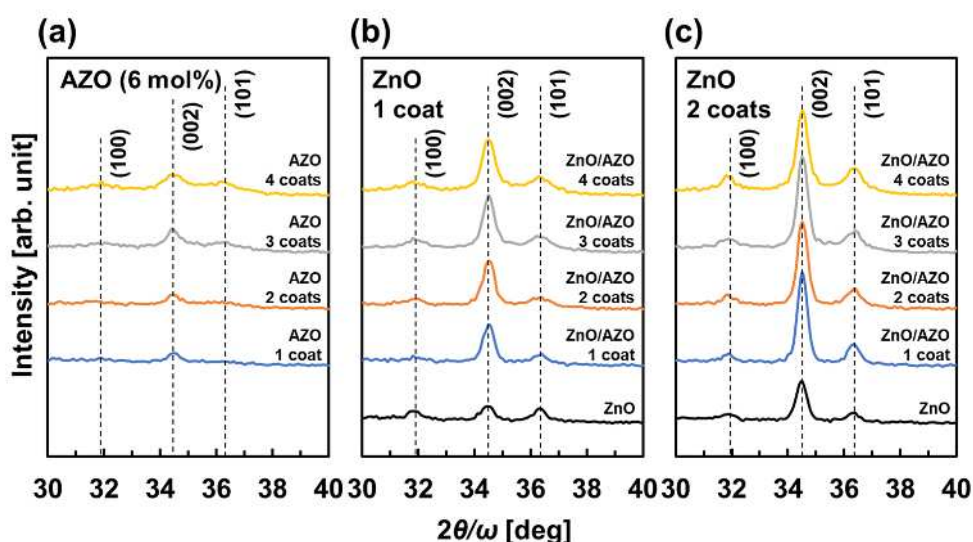 (a)
(b)
(c)
Intensity [arb. unit]
AZO (6 mol%)
(100)
(002)
(101)
AZO
4 coats
AZO
3 coats
AZO
2 coats
AZO
1 coat
30 32 34 36 38 40
ZnO
1 coat
(100)
(002)
(101)
ZnO/AZO
4 coats
ZnO/AZO
3 coats
ZnO/AZO
2 coats
ZnO/AZO
1 coat
ZnO
30 32 34 36 38 40
ZnO
2 coats
(100)
(002)
(101)
ZnO/AZO
4 coats
ZnO/AZO
3 coats
ZnO/AZO
2 coats
ZnO/AZO
1 coat
ZnO
30 32 34 36 38 40
2θ/ω [deg]